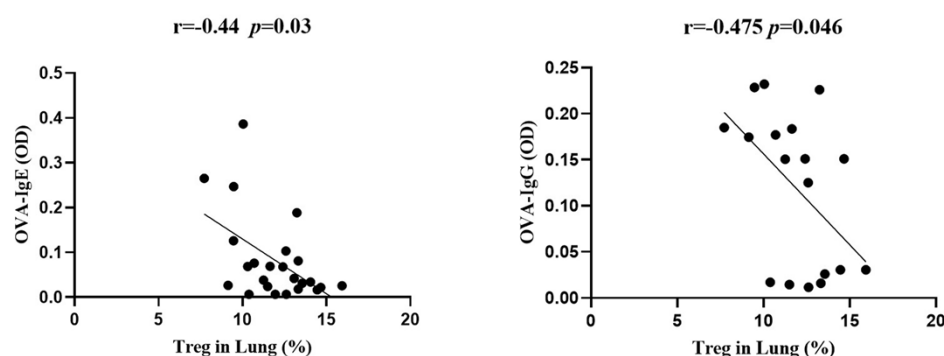 r=-0.44 p=0.03
OVA-IgE (OD)
0.5
0.4
0.3
0.2
0.1
0.0
0 5 10 15 20
Treg in Lung (%)
r=-0.475 p=0.046
OVA-IgG (OD)
0.25
0.20
0.15
0.10
0.05
0.00
0 5 10 15 20
Treg in Lung (%)